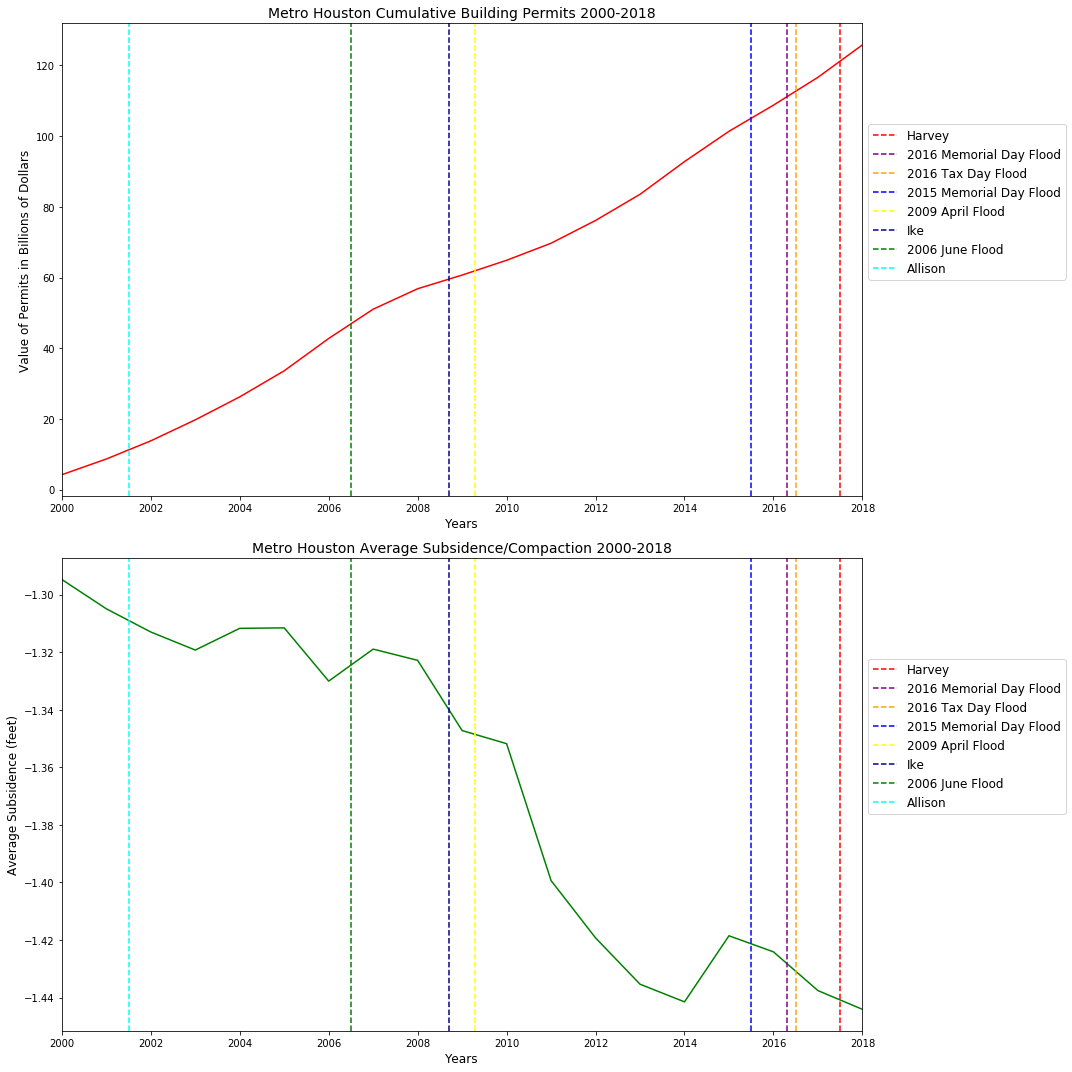 Metro Houston Cumulative Building Permits 2000-2018
Value of Permits in Billions of Dollars
120
100
80
60
40
20
0
2000 2002 2004 2006 2008 2010 2012 2014 2016 2018
Years
Harvey
2016 Memorial Day Flood
2016 Tax Day Flood
2015 Memorial Day Flood
2009 April Flood
Ike
2006 June Flood
Allison
Metro Houston Average Subsidence/Compaction 2000-2018
Average Subsidence (feet)
−1.30
−1.32
−1.34
−1.36
−1.38
−1.40
−1.42
−1.44
2000 2002 2004 2006 2008 2010 2012 2014 2016 2018
Years
Harvey
2016 Memorial Day Flood
2016 Tax Day Flood
2015 Memorial Day Flood
2009 April Flood
Ike
2006 June Flood
Allison